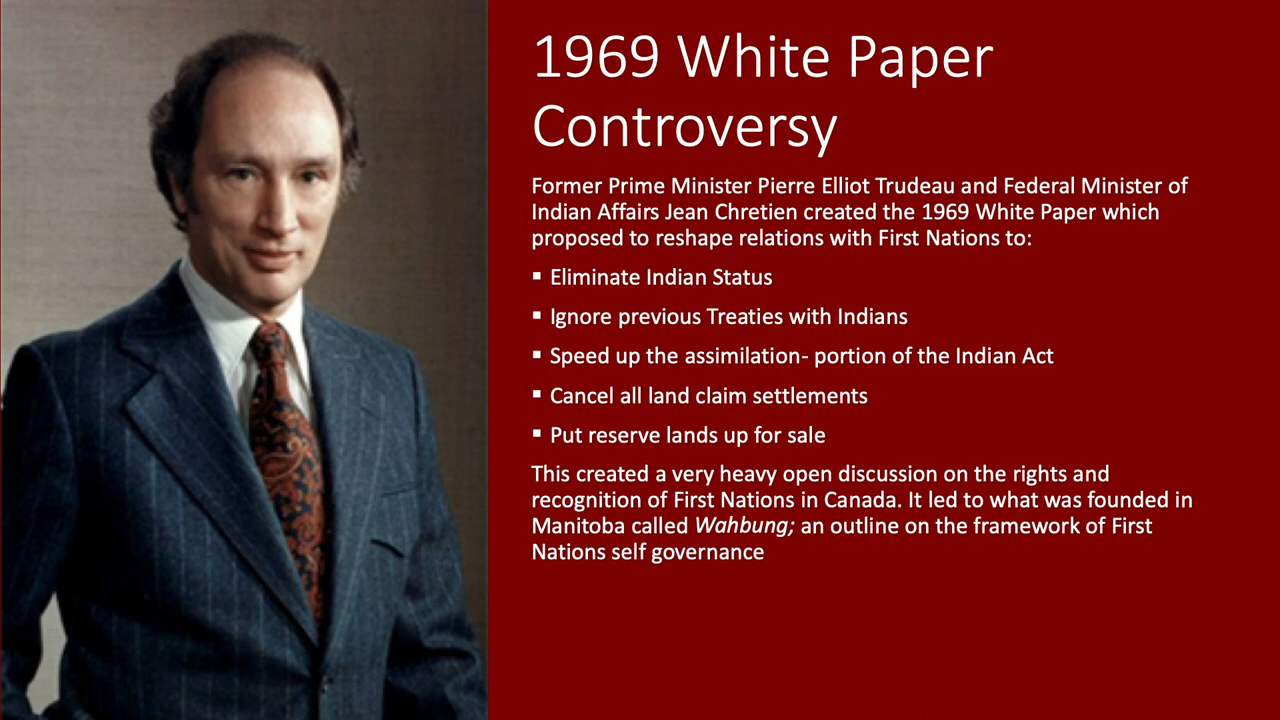 1969 White Paper
Controversy
Former Prime Minister Pierre Elliot Trudeau and Federal Minister of
Indian Affairs Jean Chretien created the 1969 White Paper which
proposed to reshape relations with First Nations to:
▪ Eliminate Indian Status
▪ Ignore previous Treaties with Indians
▪ Speed up the assimilation- portion of the Indian Act
▪ Cancel all land claim settlements
▪ Put reserve lands up for sale
This created a very heavy open discussion on the rights and
recognition of First Nations in Canada. It led to what was founded in
Manitoba called Wahbung; an outline on the framework of First
Nations self governance